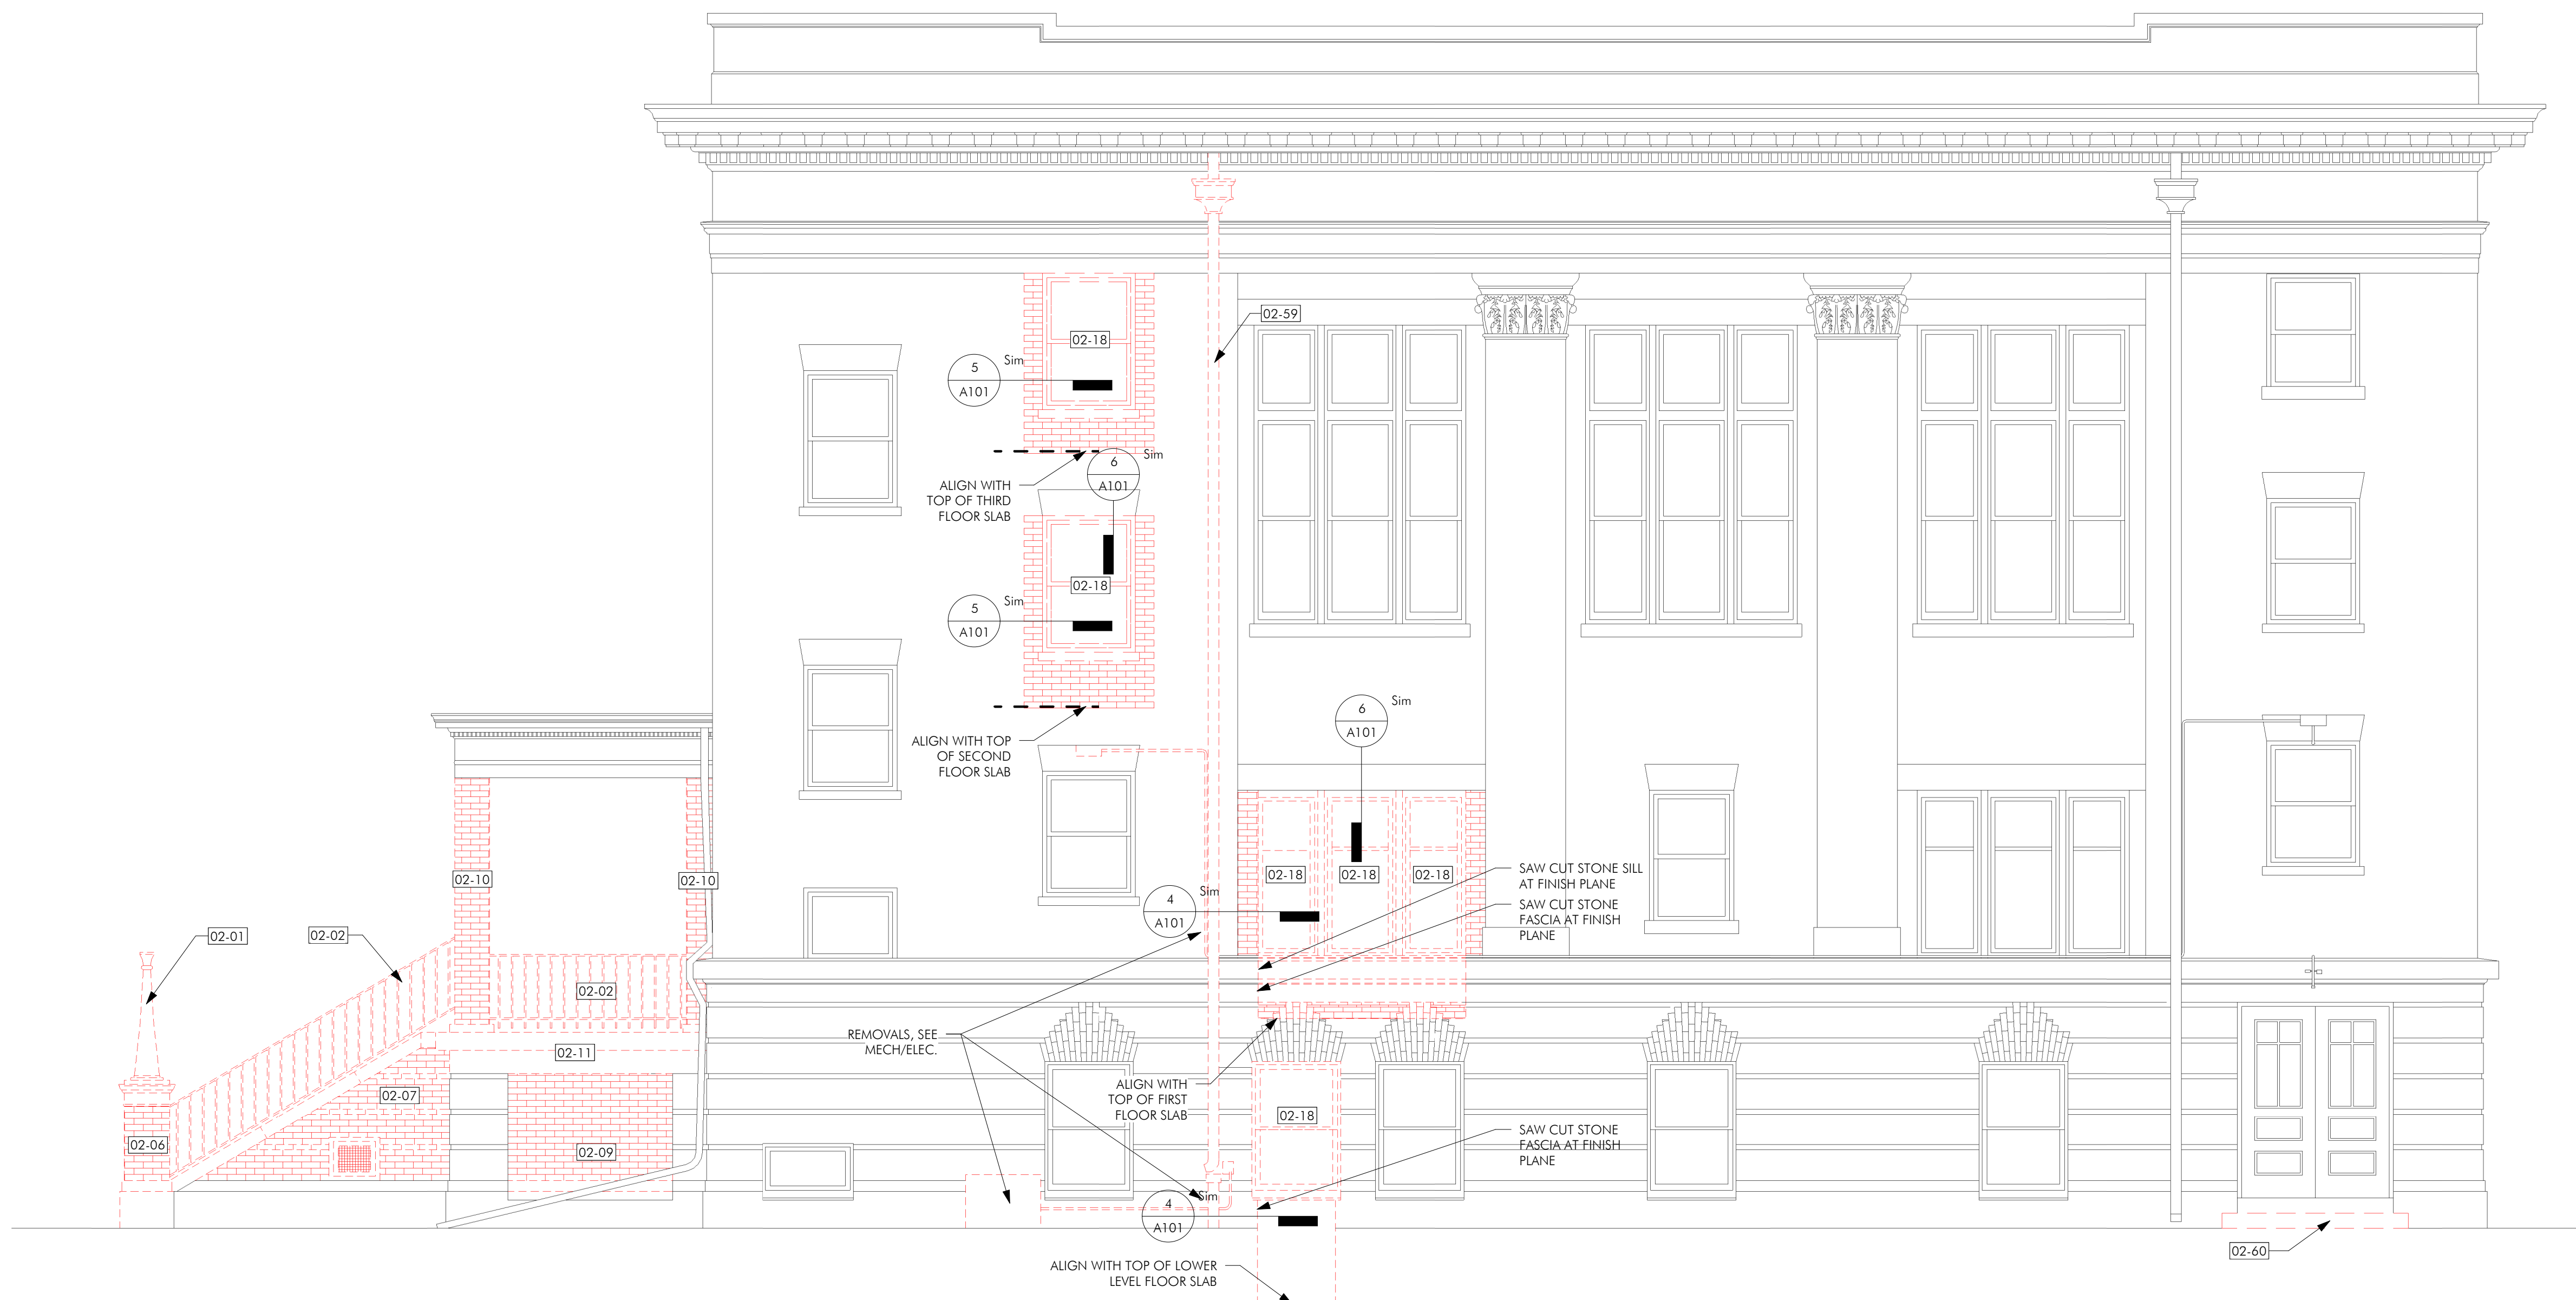 02-59
5
A101
Sim
02-18
6
A101
Sim
ALIGN WITH
TOP OF THIRD
FLOOR SLAB
02-18
5
A101
Sim
ALIGN WITH TOP
OF SECOND
FLOOR SLAB
6
A101
Sim
02-10
02-10
02-18
02-18
02-18
SAW CUT STONE SILL
AT FINISH PLANE
4
A101
Sim
SAW CUT STONE
FASCIA AT FINISH
PLANE
02-01
02-02
02-02
REMOVALS, SEE
MECH/ELEC.
02-11
02-07
ALIGN WITH
TOP OF FIRST
FLOOR SLAB
02-18
02-06
02-09
SAW CUT STONE
FASCIA AT FINISH
PLANE
4
A101
Sim
02-60
ALIGN WITH TOP OF LOWER
LEVEL FLOOR SLAB